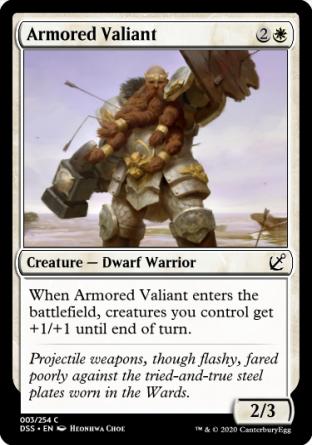 Armored Valiant 2
Creature — Dwarf Warrior
When Armored Valiant enters the
battlefield, creatures you control get
+1/+1 until end of turn.
Projectile weapons, though flashy, fared
poorly against the tried-and-true steel
plates worn in the Wards.
2/3
003/254 C
DSS • EN Heonhwa Choe
™ & © 2020 CanterburyEgg